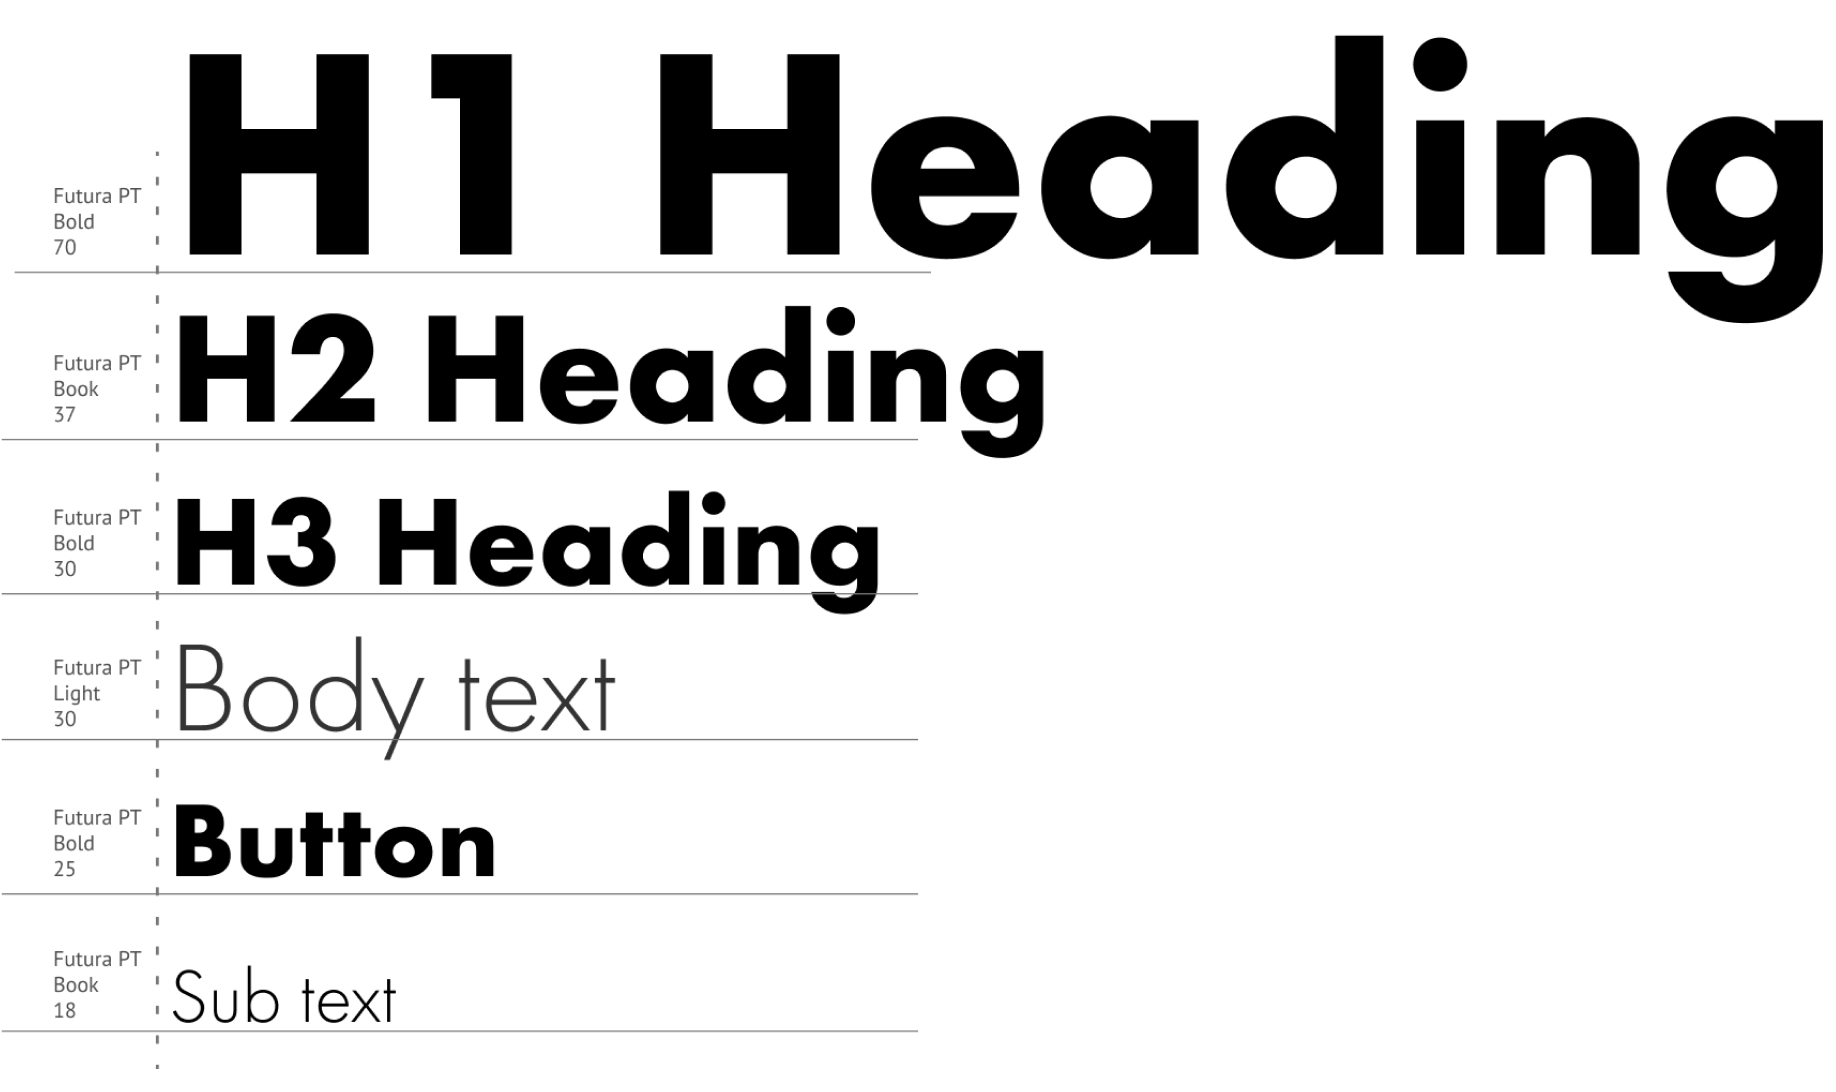 H1 Heading
Futura PT
Bold
70
H2 Heading
Futura PT
Book
37
H3 Heading
Futura PT
Bold
30
Body text
Futura PT
Light
30
Button
Futura PT
Bold
25
Sub text
Futura PT
Book
18